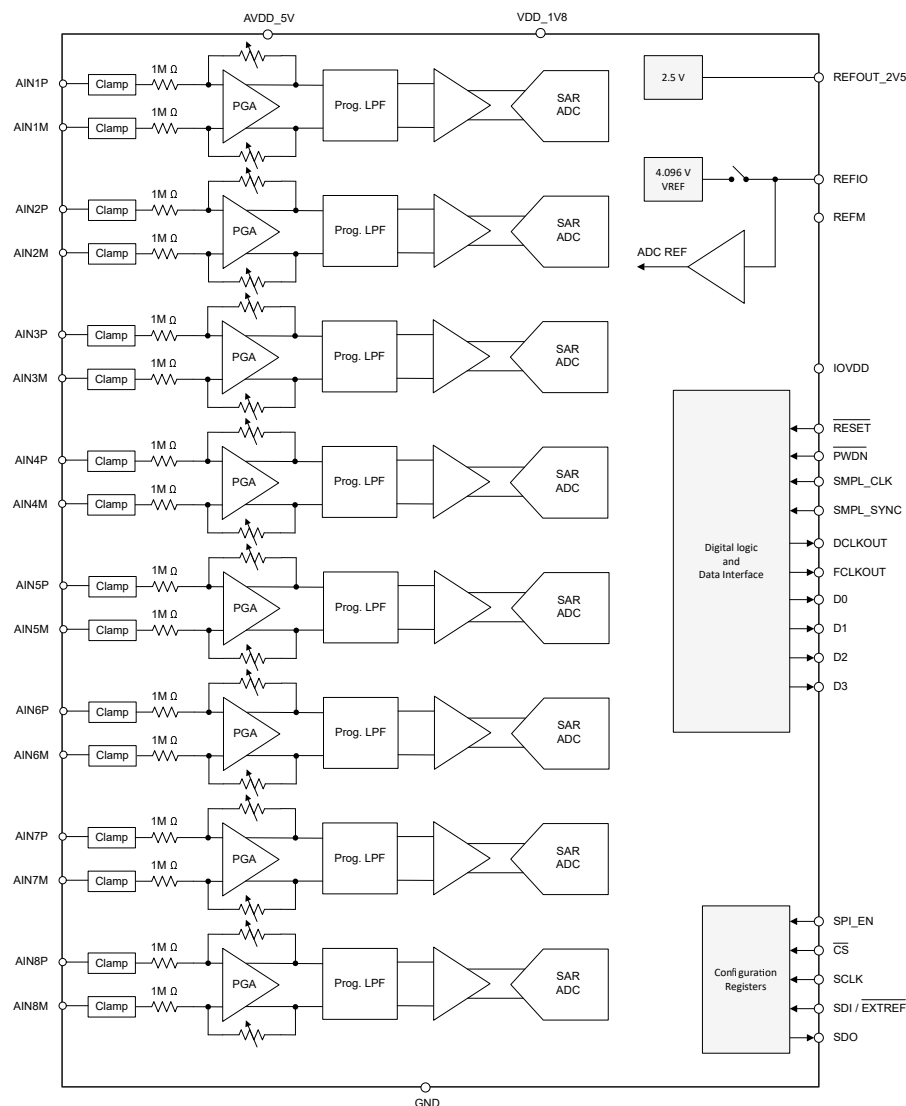 AVDD_5V
VDD_1V8
AIN1P
Clamp
1M Ω
PGA
Prog. LPF
SAR
ADC
AIN1M
Clamp
1M Ω
AIN2P
Clamp
1M Ω
PGA
Prog. LPF
SAR
ADC
AIN2M
Clamp
1M Ω
AIN3P
Clamp
1M Ω
PGA
Prog. LPF
SAR
ADC
AIN3M
Clamp
1M Ω
AIN4P
Clamp
1M Ω
PGA
Prog. LPF
SAR
ADC
AIN4M
Clamp
1M Ω
AIN5P
Clamp
1M Ω
PGA
Prog. LPF
SAR
ADC
AIN5M
Clamp
1M Ω
AIN6P
Clamp
1M Ω
PGA
Prog. LPF
SAR
ADC
AIN6M
Clamp
1M Ω
AIN7P
Clamp
1M Ω
PGA
Prog. LPF
SAR
ADC
AIN7M
Clamp
1M Ω
AIN8P
Clamp
1M Ω
PGA
Prog. LPF
SAR
ADC
AIN8M
Clamp
1M Ω
2.5 V
REFOUT_2V5
4.096 V
VREF
REFIO
REFM
ADC REF
IOVDD
Digital logic
and
Data Interface
RESET
PWDN
SMPL_CLK
SMPL_SYNC
DCLKOUT
FCLKOUT
D0
D1
D2
D3
Configuration
Registers
SPI_EN
CS
SCLK
SDI / EXTREF
SDO
GND